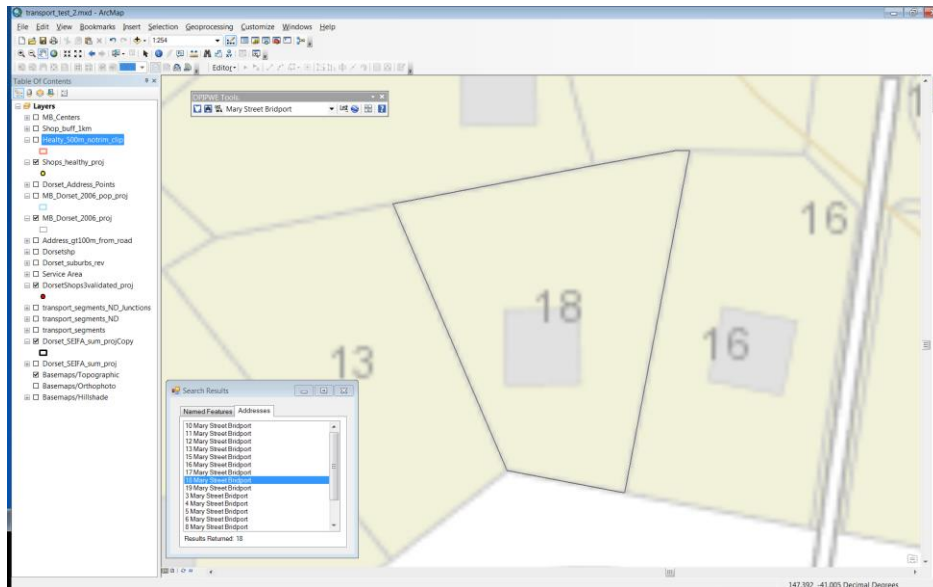 transport_test_2.mxd - ArcMap
File Edit View Bookmarks Insert Selection Geoprocessing Customize Windows Help
1:254
Editor
Table Of Contents
Layers
MB_Centers
Shop_buff_1km
Healty_500m_notrim_clip
Shops_healthy_proj
Dorset_Address_Points
MB_Dorset_2006_pop_proj
MB_Dorset_2006_proj
Address_gt100m_from_road
Dorsetshp
Dorset_suburbs_rev
Service Area
DorsetShops3validated_proj
transport_segments_ND_Junctions
transport_segments_ND
transport_segments
Dorset_SEIFA_sum_projCopy
Dorset_SEIFA_sum_proj
Basemaps/Topographic
Basemaps/Orthophoto
Basemaps/Hillshade
DPIPWE Tools
Mary Street Bridport
16
18
16
13
Search Results
Named Features Addresses
10 Mary Street Bridport
11 Mary Street Bridport
12 Mary Street Bridport
13 Mary Street Bridport
15 Mary Street Bridport
16 Mary Street Bridport
17 Mary Street Bridport
18 Mary Street Bridport
19 Mary Street Bridport
3 Mary Street Bridport
4 Mary Street Bridport
5 Mary Street Bridport
6 Mary Street Bridport
8 Mary Street Bridport
Results Returned: 18
147.392 -41.005 Decimal Degrees